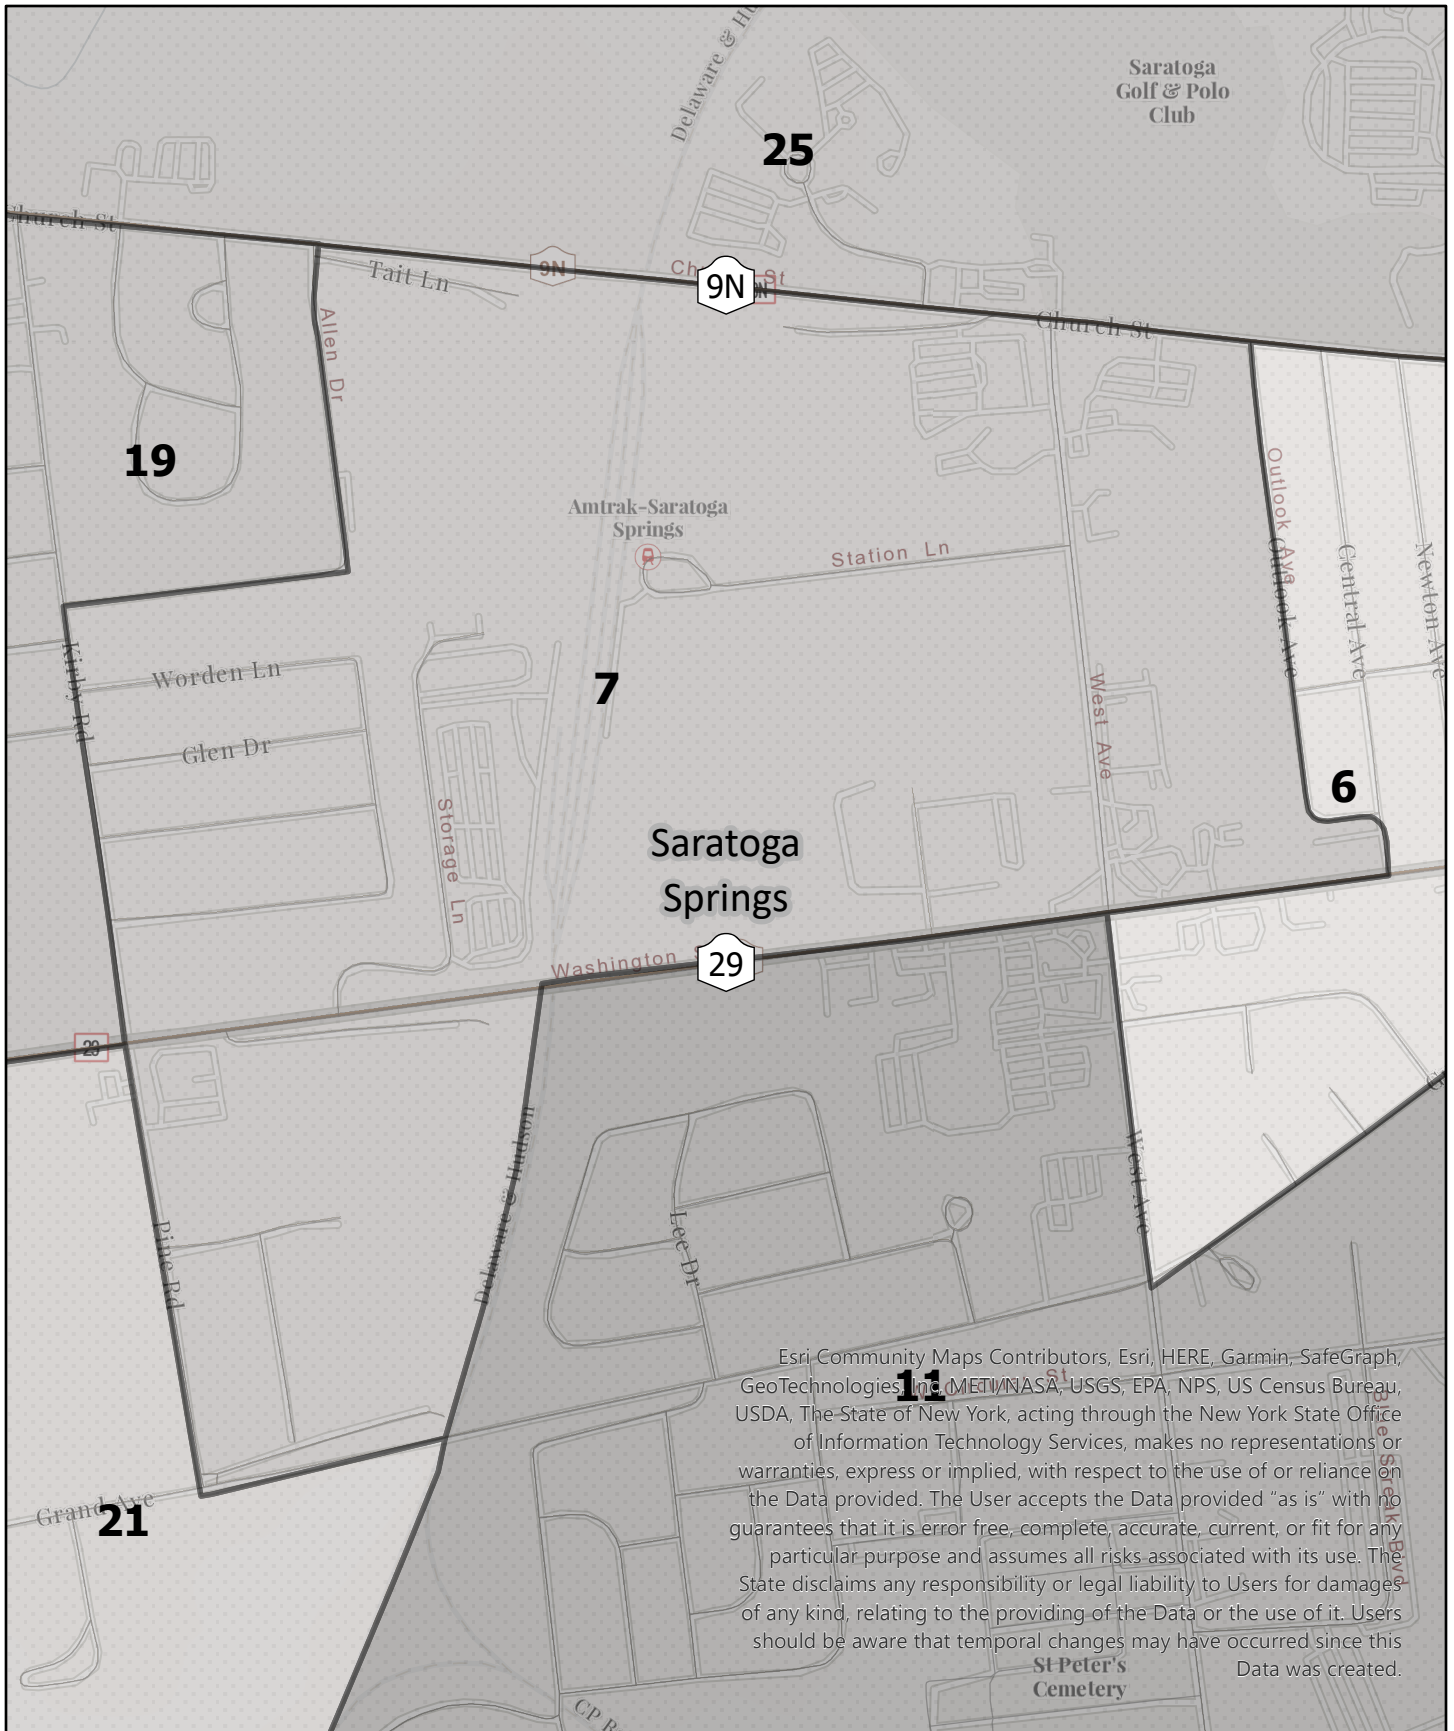 Delaware & Hu
Saratoga
Golf & Polo
Club
25
Church St
Tait Ln
9N
Ch St
9N
Church St
Allen Dr
19
Outlook Ave
Amtrak-Saratoga
Springs
Station Ln
Outlook Ave
Central Ave
Newton Ave
Kirby Rd
Worden Ln
7
West Ave
Glen Dr
6
Storage Ln
Saratoga
Springs
Washington
29
29
Delaware & Hudson
West Ave
Pine Rd
Lee Dr
Esri Community Maps Contributors, Esri, HERE, Garmin, SafeGraph,
GeoTechnologies, Inc, METI/NASA, USGS, EPA, NPS, US Census Bureau,
USDA, The State of New York, acting through the New York State Office
of Information Technology Services, makes no representations or
warranties, express or implied, with respect to the use of or reliance on
the Data provided. The User accepts the Data provided “as is” with no
guarantees that it is error free, complete, accurate, current, or fit for any
particular purpose and assumes all risks associated with its use. The
State disclaims any responsibility or legal liability to Users for damages
of any kind, relating to the providing of the Data or the use of it. Users
should be aware that temporal changes may have occurred since this
Data was created.
11
St
Blue Streak Blvd
Grand Ave
21
St Peter's
Cemetery
CP R